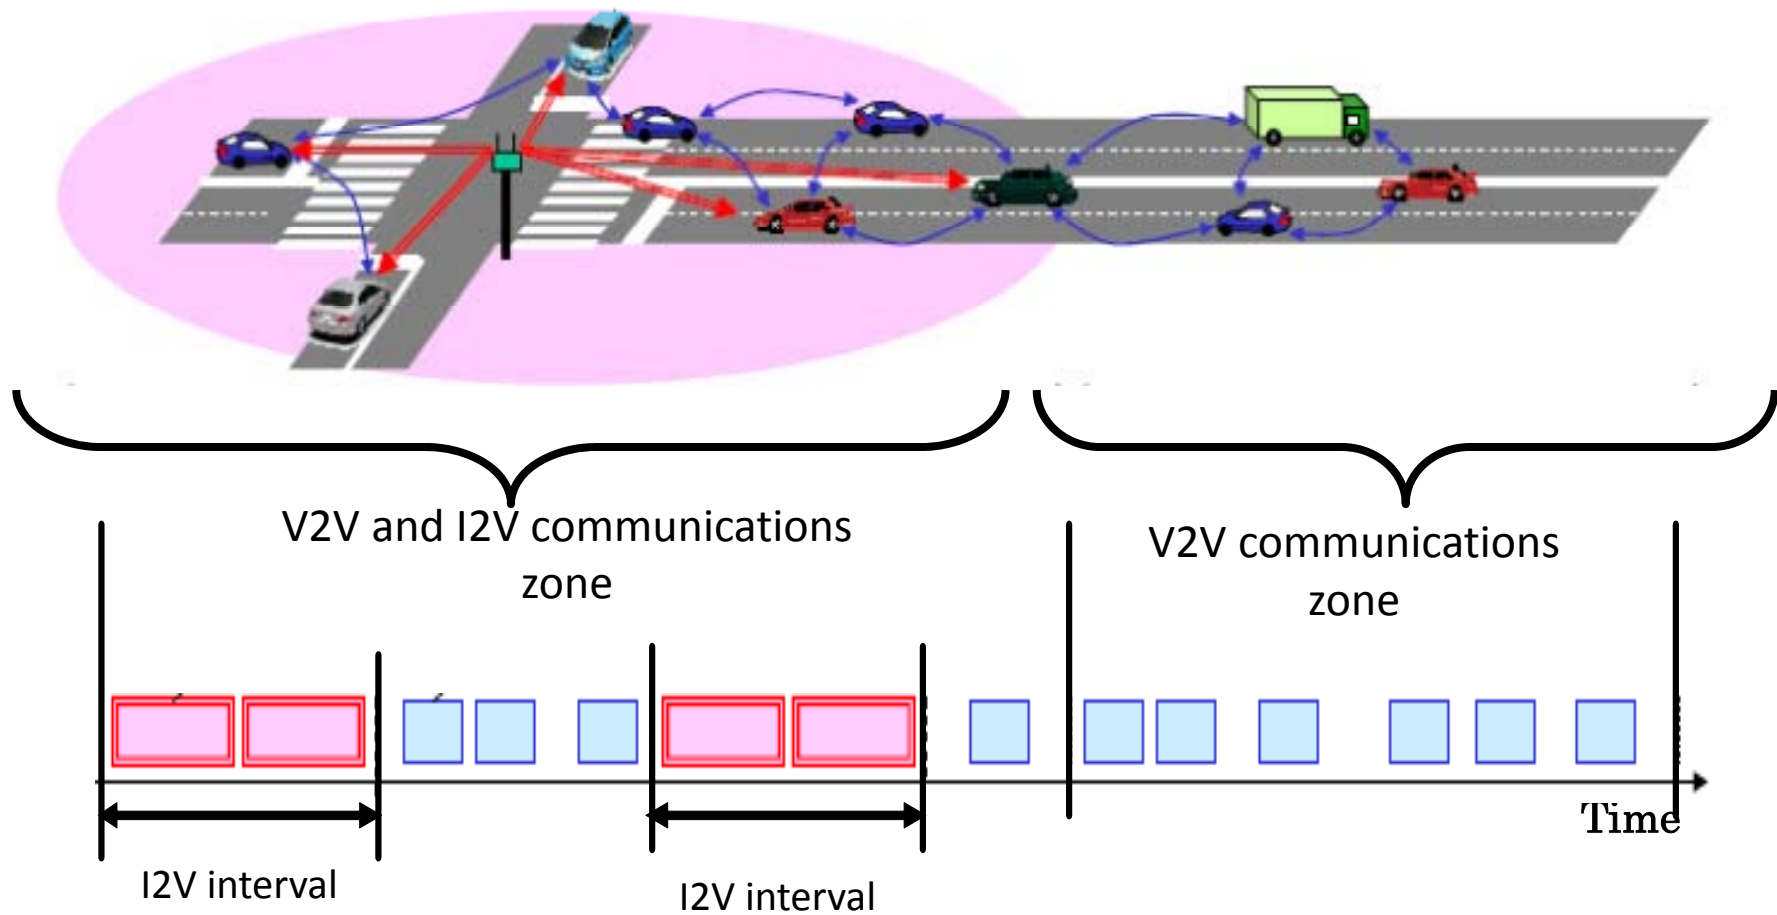 V2V and I2V communications
zone
V2V communications
zone
Time
I2V interval
I2V interval